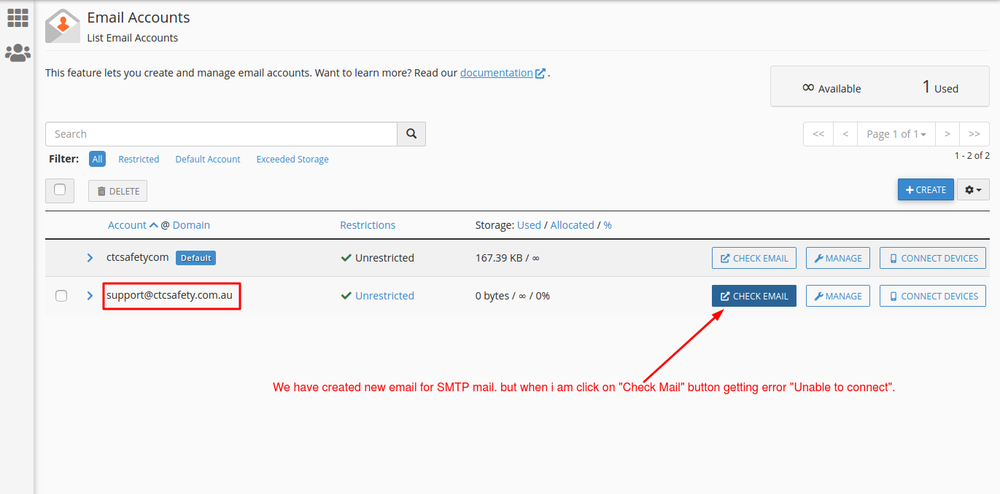 Email Accounts
List Email Accounts
This feature lets you create and manage email accounts. Want to learn more? Read our documentation .
∞ Available 1 Used
Search
<< < Page 1 of 1 > >>
Filter: All Restricted Default Account Exceeded Storage
1 - 2 of 2
DELETE
+ CREATE
Account @ Domain Restrictions Storage: Used / Allocated / %
ctcsafetycom Default Unrestricted 167.39 KB / ∞ CHECK EMAIL MANAGE CONNECT DEVICES
support@ctcsafety.com.au Unrestricted 0 bytes / ∞ / 0% CHECK EMAIL MANAGE CONNECT DEVICES
We have created new email for SMTP mail. but when i am click on "Check Mail" button getting error "Unable to connect".